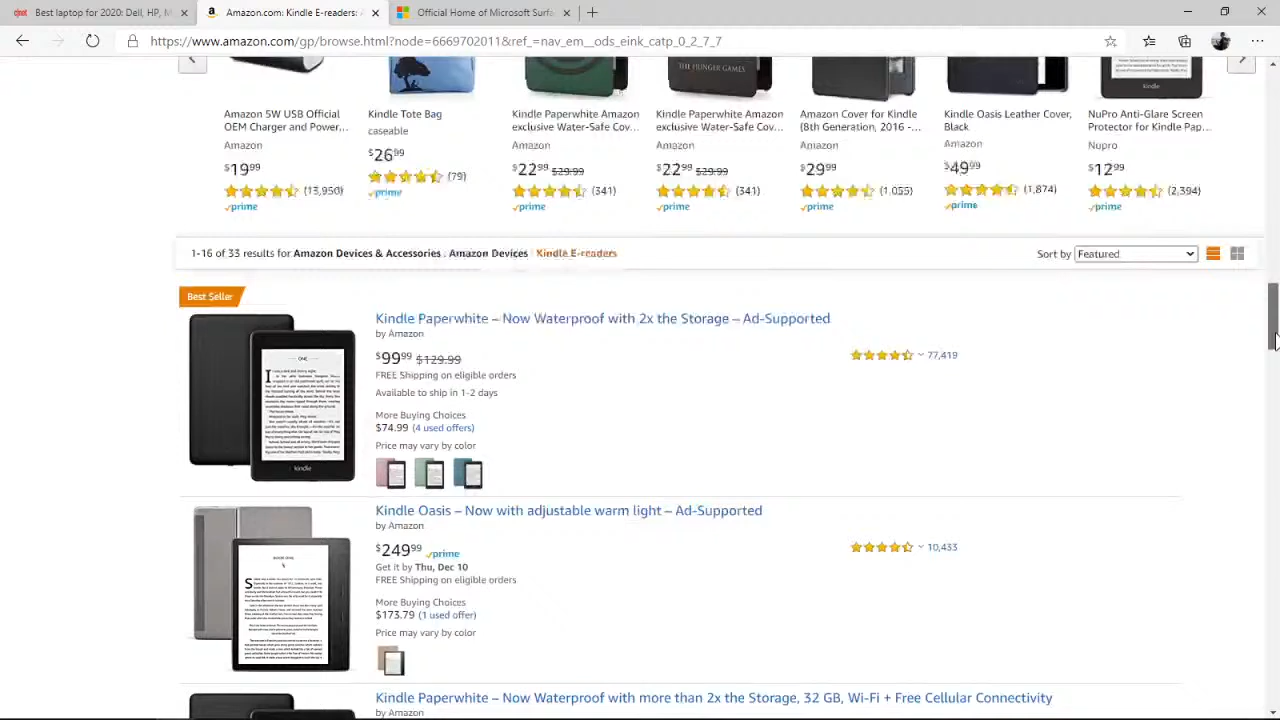 Best laptop for 2020: Dell, HP, M
Amazon.com: Kindle E-readers:
Official Home of Microsoft Surfa
https://www.amazon.com/gp/browse.html?node=6669702011&ref_=nav_em__ods_eink_catp_0_2_7_7
THE HUNGER GAMES
kindle
Amazon 5W USB Official
OEM Charger and Power...
Amazon
$19.99
(13,950)
prime
Kindle Tote Bag
caseable
$26.99
(79)
prime
Kindle Paperwhite Amazon
exclusive Water-Safe Cov...
Amazon
$22.99 $29.99
(341)
prime
Kindle Paperwhite Amazon
exclusive Water-Safe Cov...
Amazon
$22.99 $29.99
(341)
prime
Amazon Cover for Kindle
(8th Generation, 2016 -...
Amazon
$29.99
(1,055)
prime
Kindle Oasis Leather Cover,
Black
Amazon
$49.99
(1,874)
prime
NuPro Anti-Glare Screen
Protector for Kindle Pap...
Nupro
$12.99
(2,394)
prime
1-16 of 33 results for Amazon Devices & Accessories : Amazon Devices : Kindle E-readers
Sort by Featured
Best Seller
Kindle Paperwhite – Now Waterproof with 2x the Storage – Ad-Supported
by Amazon
$99.99 $129.99
77,419
FREE Shipping on eligible orders
Available to ship in 1-2 days
More Buying Choices
$74.99 (4 used offers)
Price may vary by color
ONE
kindle
Kindle Oasis – Now with adjustable warm light – Ad-Supported
by Amazon
$249.99 prime
10,433
Get it by Thu, Dec 10
FREE Shipping on eligible orders
More Buying Choices
$173.79 (1 used offer)
Price may vary by color
Storage, 32 GB, Wi-Fi + Free Cellular Connectivity
by Amazon